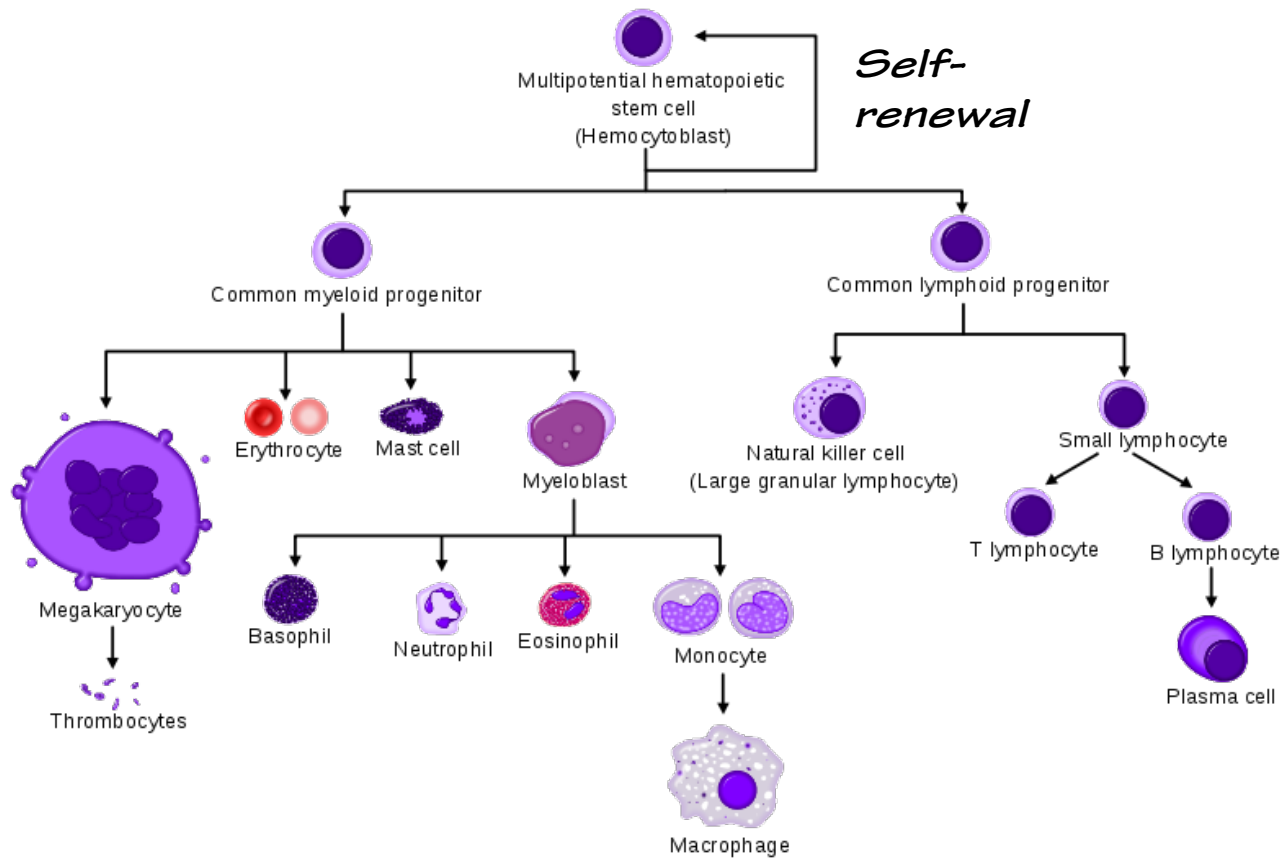 Self-
renewal
Multipotential hematopoietic
stem cell
(Hemocytoblast)
Common myeloid progenitor
Common lymphoid progenitor
Erythrocyte
Mast cell
Myeloblast
Natural killer cell
(Large granular lymphocyte)
Small lymphocyte
T lymphocyte
B lymphocyte
Megakaryocyte
Basophil
Neutrophil
Eosinophil
Monocyte
Plasma cell
Thrombocytes
Macrophage